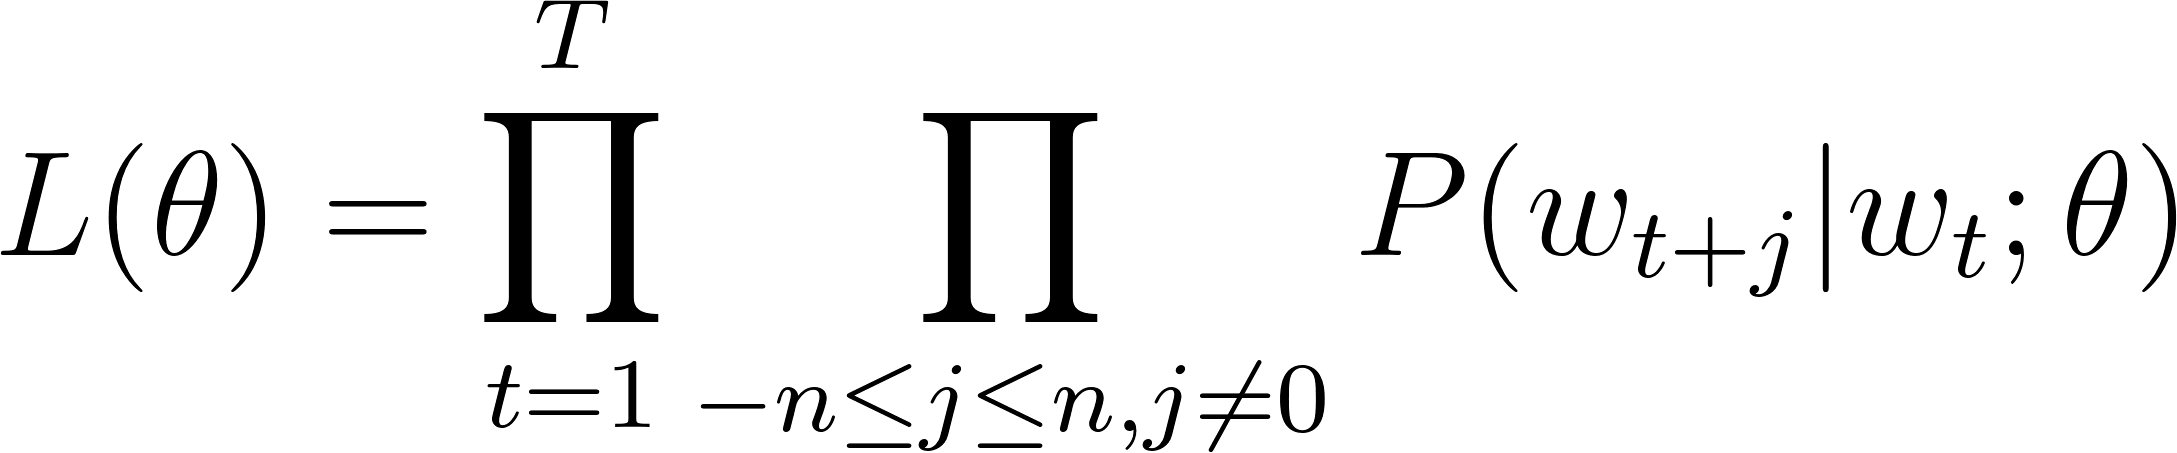 L(θ) = ∏_{t=1}^{T} ∏_{-n≤j≤n,j≠0} P(w_{t+j}|w_t; θ)